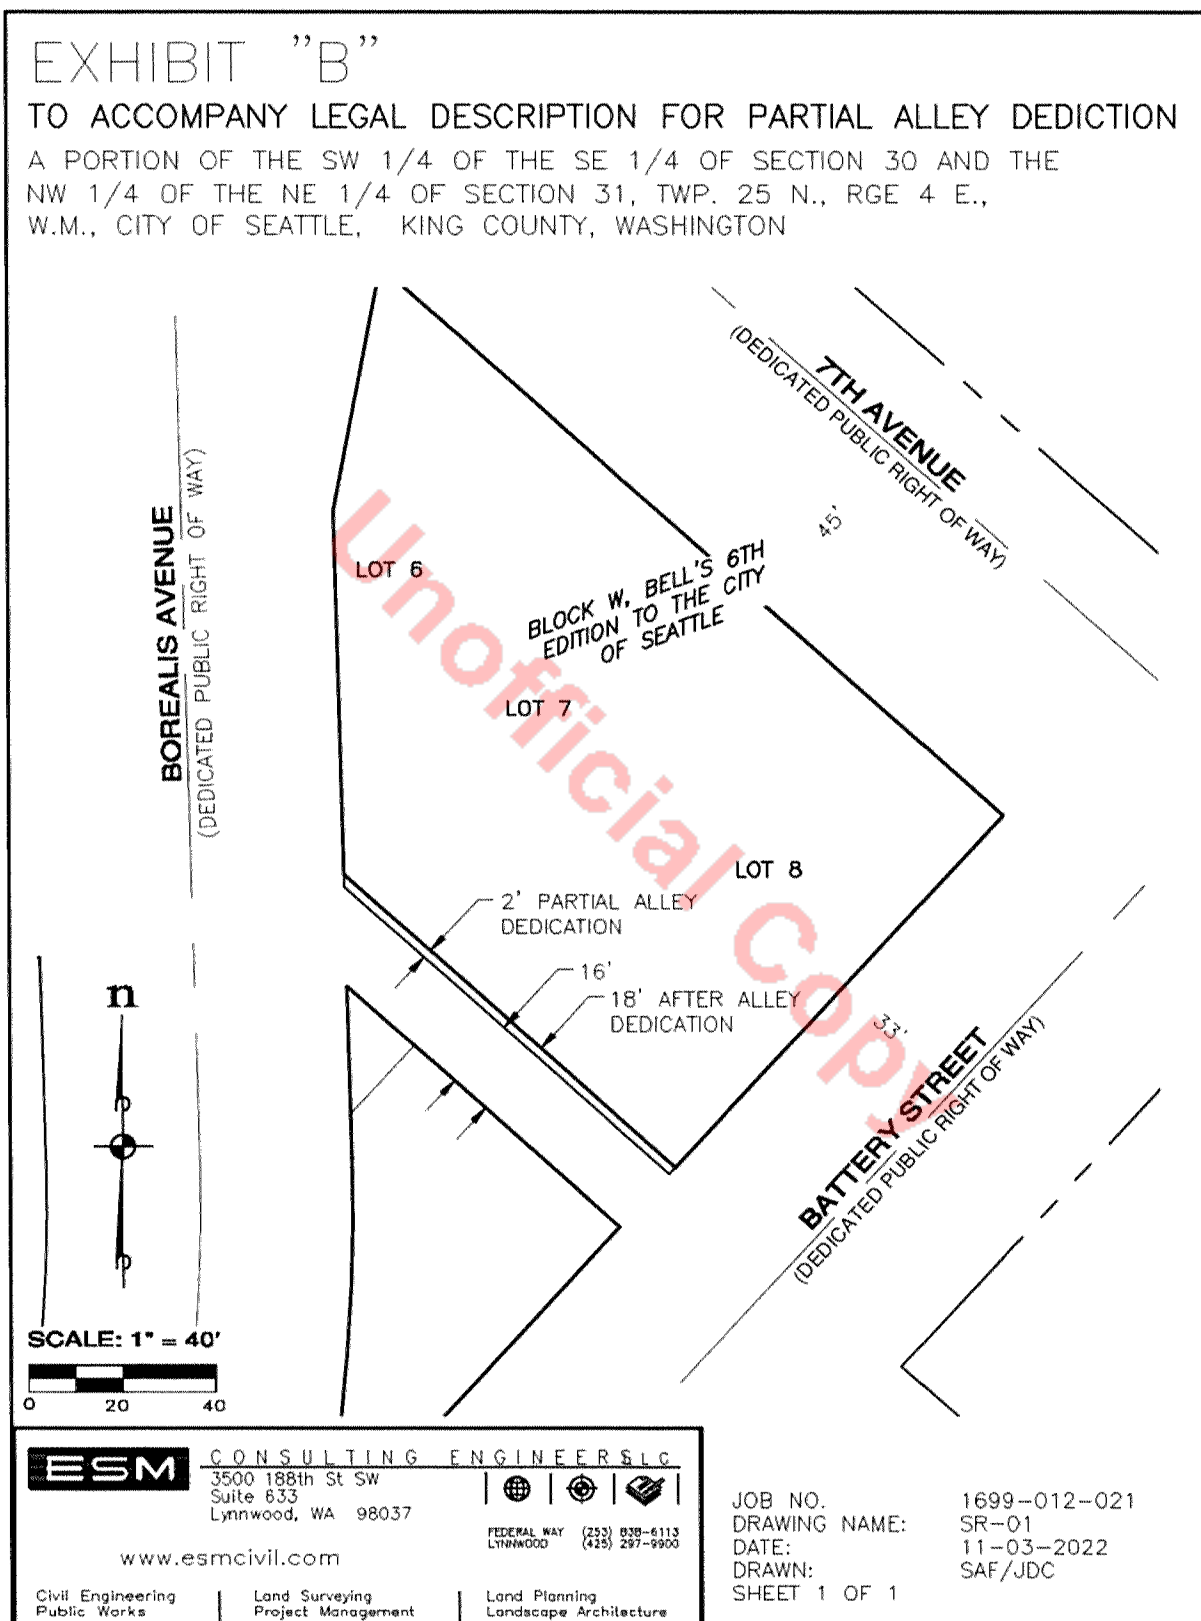 EXHIBIT "B"
TO ACCOMPANY LEGAL DESCRIPTION FOR PARTIAL ALLEY DEDICTION
A PORTION OF THE SW 1/4 OF THE SE 1/4 OF SECTION 30 AND THE
NW 1/4 OF THE NE 1/4 OF SECTION 31, TWP. 25 N., RGE 4 E.,
W.M., CITY OF SEATTLE, KING COUNTY, WASHINGTON
7TH AVENUE
(DEDICATED PUBLIC RIGHT OF WAY)
45'
BOREALIS AVENUE
(DEDICATED PUBLIC RIGHT OF WAY)
LOT 6
BLOCK W, BELL'S 6TH
EDITION TO THE CITY
OF SEATTLE
LOT 7
LOT 8
2' PARTIAL ALLEY
DEDICATION
16'
18' AFTER ALLEY
DEDICATION
33'
BATTERY STREET
(DEDICATED PUBLIC RIGHT OF WAY)
Unofficial Copy
n
SCALE: 1" = 40'
0 20 40
ESM
CONSULTING ENGINEERS LLC
3500 188th St SW
Suite 633
Lynnwood, WA 98037
FEDERAL WAY (253) 838-6113
LYNNWOOD (425) 297-9900
www.esmcivil.com
Civil Engineering
Public Works
Land Surveying
Project Management
Land Planning
Landscape Architecture
JOB NO. 1699-012-021
DRAWING NAME: SR-01
DATE: 11-03-2022
DRAWN: SAF/JDC
SHEET 1 OF 1